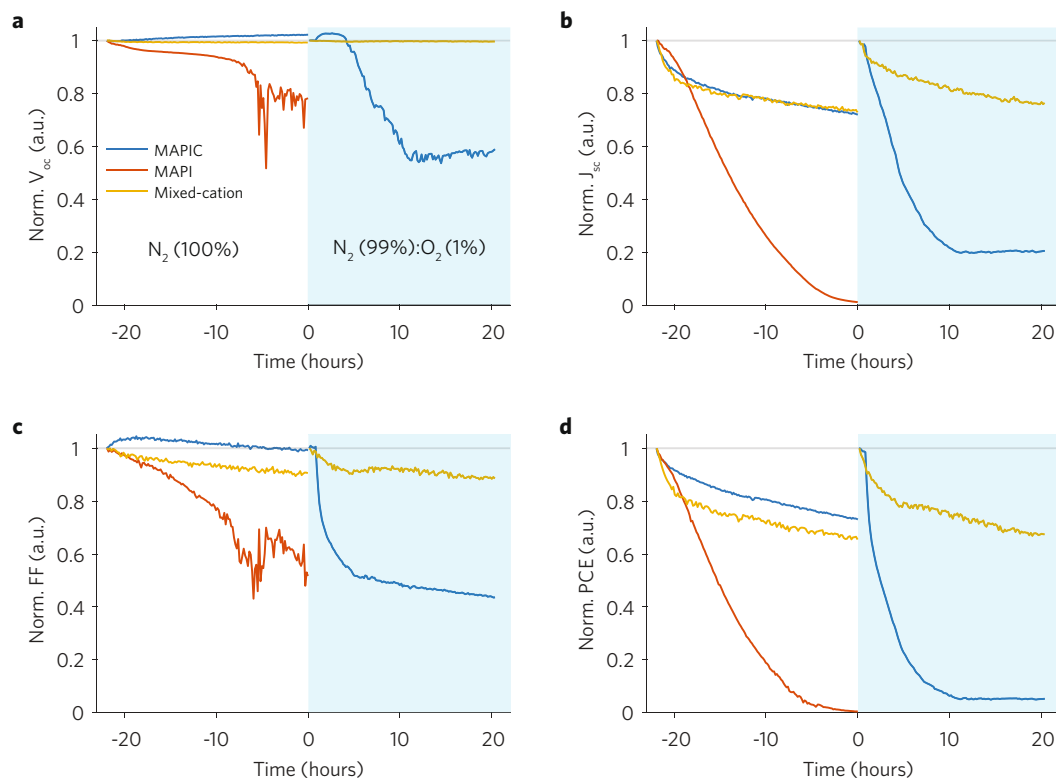 a
Norm. V_oc (a.u.)
1
0.8
0.6
0.4
0.2
0
MAPIC
MAPI
Mixed-cation
N₂ (100%)
N₂ (99%):O₂ (1%)
-20 -10 0 10 20
Time (hours)
b
Norm. J_sc (a.u.)
1
0.8
0.6
0.4
0.2
0
-20 -10 0 10 20
Time (hours)
c
Norm. FF (a.u.)
1
0.8
0.6
0.4
0.2
0
-20 -10 0 10 20
Time (hours)
d
Norm. PCE (a.u.)
1
0.8
0.6
0.4
0.2
0
-20 -10 0 10 20
Time (hours)